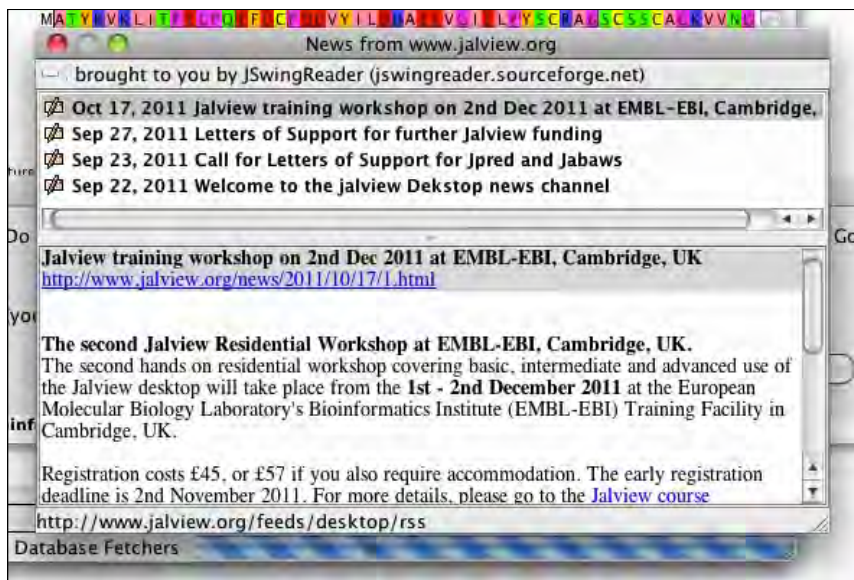 News from www.jalview.org
brought to you by JSwingReader (jswingreader.sourceforge.net)
Oct 17, 2011 Jalview training workshop on 2nd Dec 2011 at EMBL-EBI, Cambridge,
Sep 27, 2011 Letters of Support for further Jalview funding
Sep 23, 2011 Call for Letters of Support for Jpred and Jabaws
Sep 22, 2011 Welcome to the jalview Dekstop news channel
Do
Go
you
inf
Jalview training workshop on 2nd Dec 2011 at EMBL-EBI, Cambridge, UK
http://www.jalview.org/news/2011/10/17/1.html
The second Jalview Residential Workshop at EMBL-EBI, Cambridge, UK.
The second hands on residential workshop covering basic, intermediate and advanced use of
the Jalview desktop will take place from the 1st - 2nd December 2011 at the European
Molecular Biology Laboratory's Bioinformatics Institute (EMBL-EBI) Training Facility in
Cambridge, UK.
Registration costs £45, or £57 if you also require accommodation. The early registration
deadline is 2nd November 2011. For more details, please go to the Jalview course
http://www.jalview.org/feeds/desktop/rss
Database Fetchers